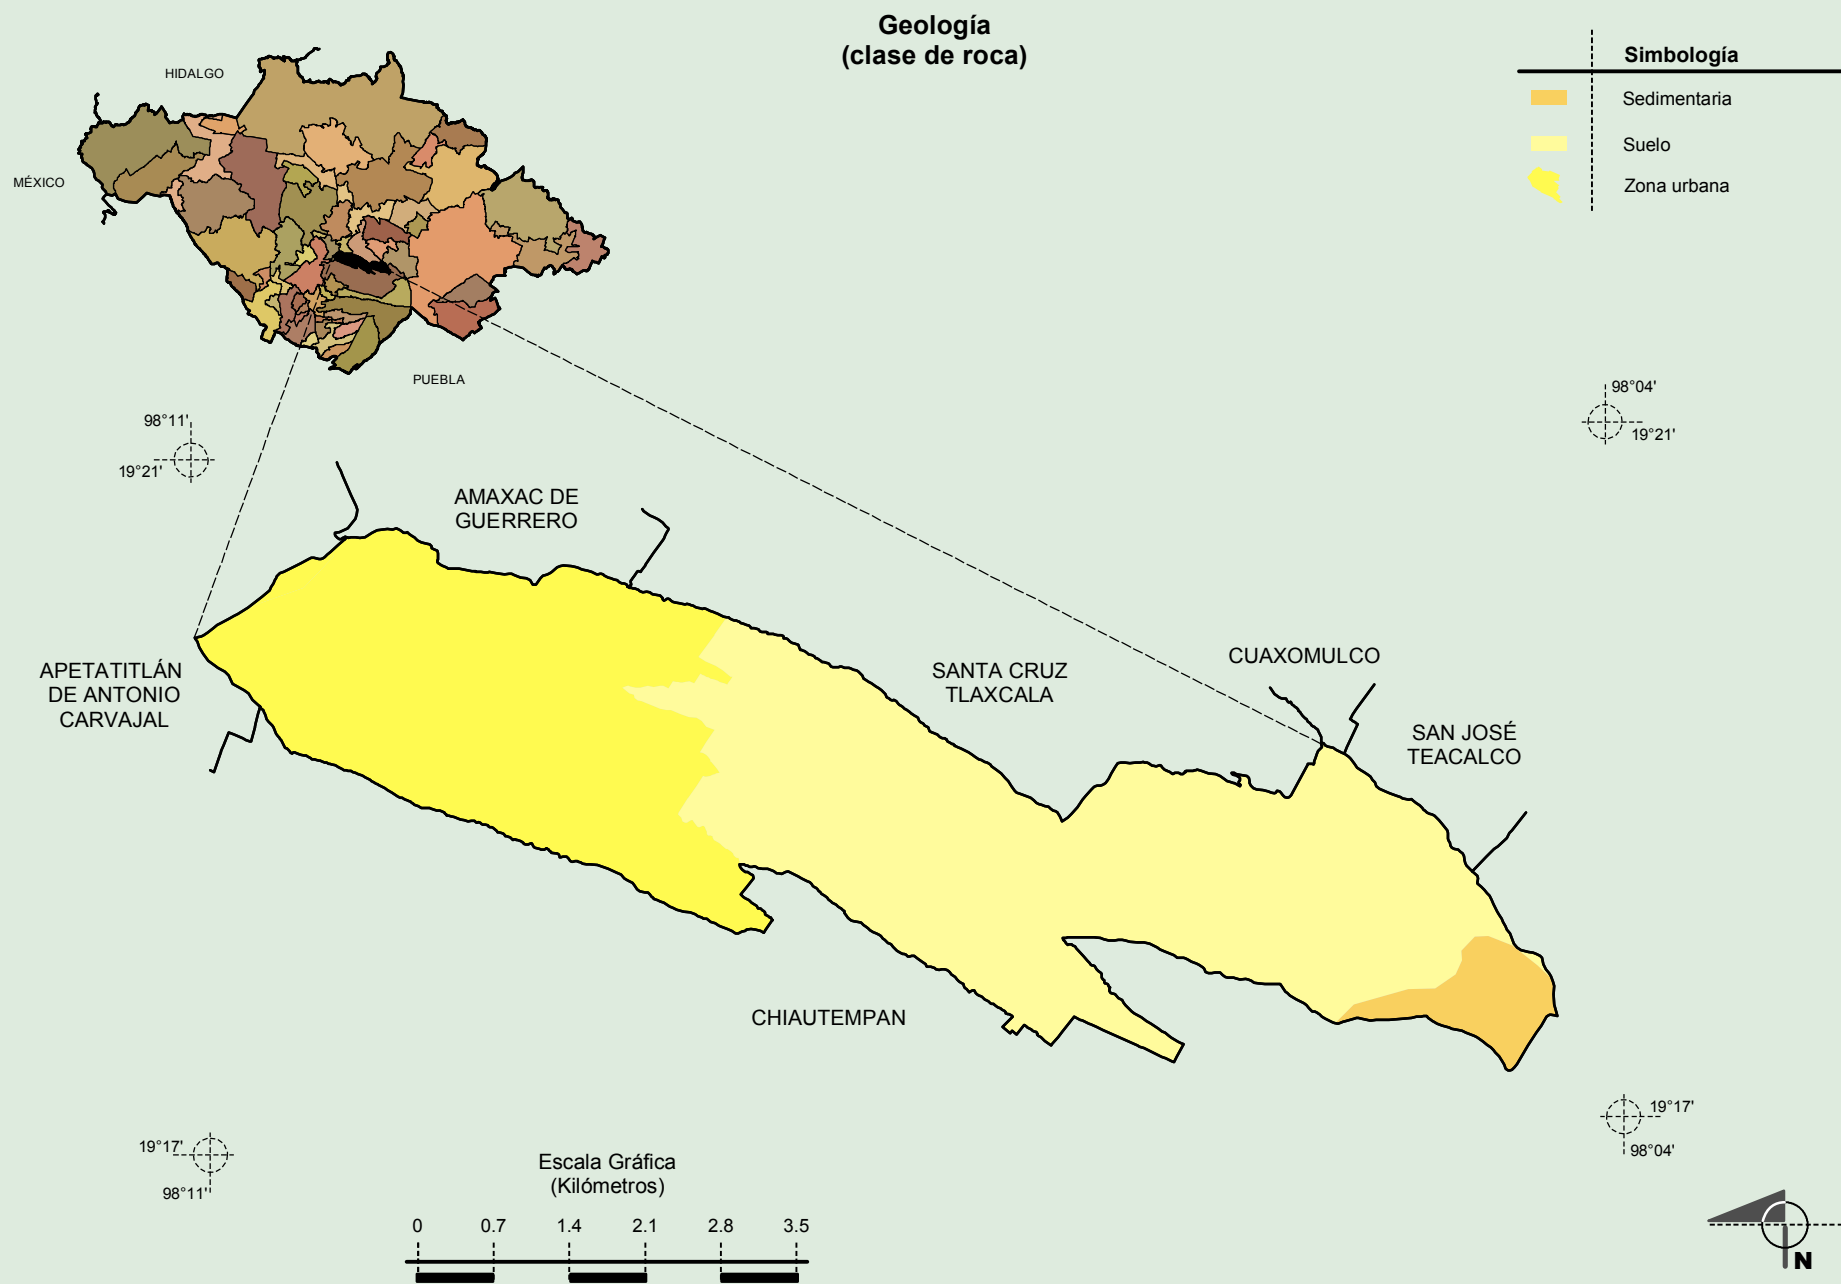 Geología
(clase de roca)
Simbología
Sedimentaria
Suelo
Zona urbana
HIDALGO
MÉXICO
PUEBLA
98°11'
19°21'
98°04'
19°21'
AMAXAC DE
GUERRERO
APETATITLÁN
DE ANTONIO
CARVAJAL
SANTA CRUZ
TLAXCALA
CUAXOMULCO
SAN JOSÉ
TEACALCO
CHIAUTEMPAN
19°17'
98°11'
19°17'
98°04'
Escala Gráfica
(Kilómetros)
0 0.7 1.4 2.1 2.8 3.5
N